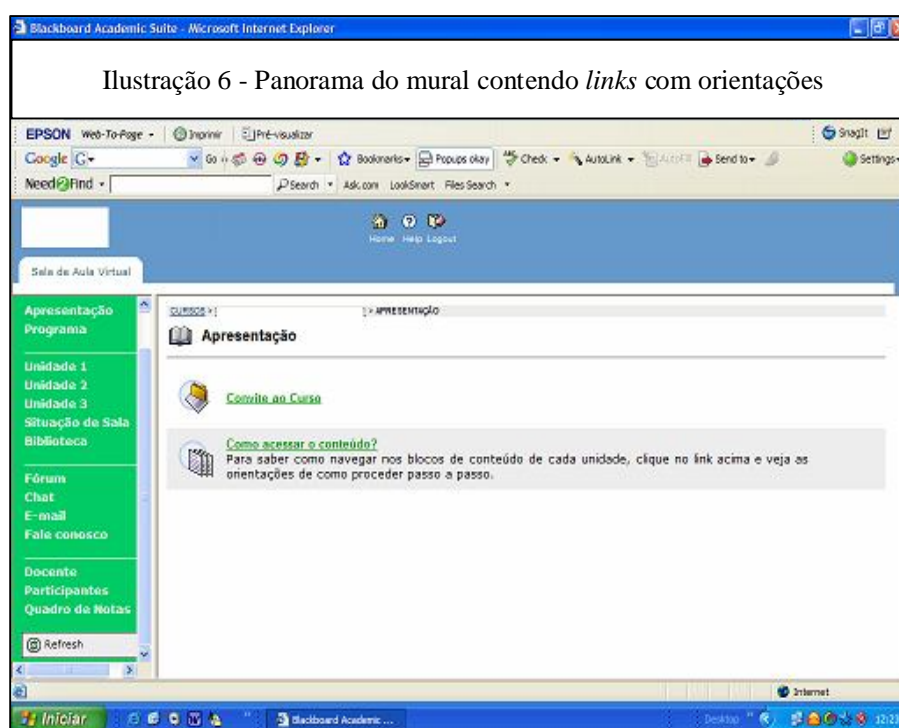 Blackboard Academic Suite - Microsoft Internet Explorer
Ilustração 6 - Panorama do mural contendo links com orientações
EPSON Web-To-Page Imprimir Pré-visualizar SnagIt
Google G Go Bookmarks Popups okay Check AutoLink AutoFill Send to Settings
Need2Find Search Ask.com LookSmart Files Search
Home Help Logout
Sala de Aula Virtual
Apresentação
Programa
Unidade 1
Unidade 2
Unidade 3
Situação de Sala
Biblioteca
Fórum
Chat
E-mail
Fale conosco
Docente
Participantes
Quadro de Notas
Refresh
CURSOS > [ ] > APRESENTAÇÃO
Apresentação
Convite ao Curso
Como acessar o conteúdo?
Para saber como navegar nos blocos de conteúdo de cada unidade, clique no link acima e veja as
orientações de como proceder passo a passo.
Internet
Iniciar Blackboard Academic ... Desktop